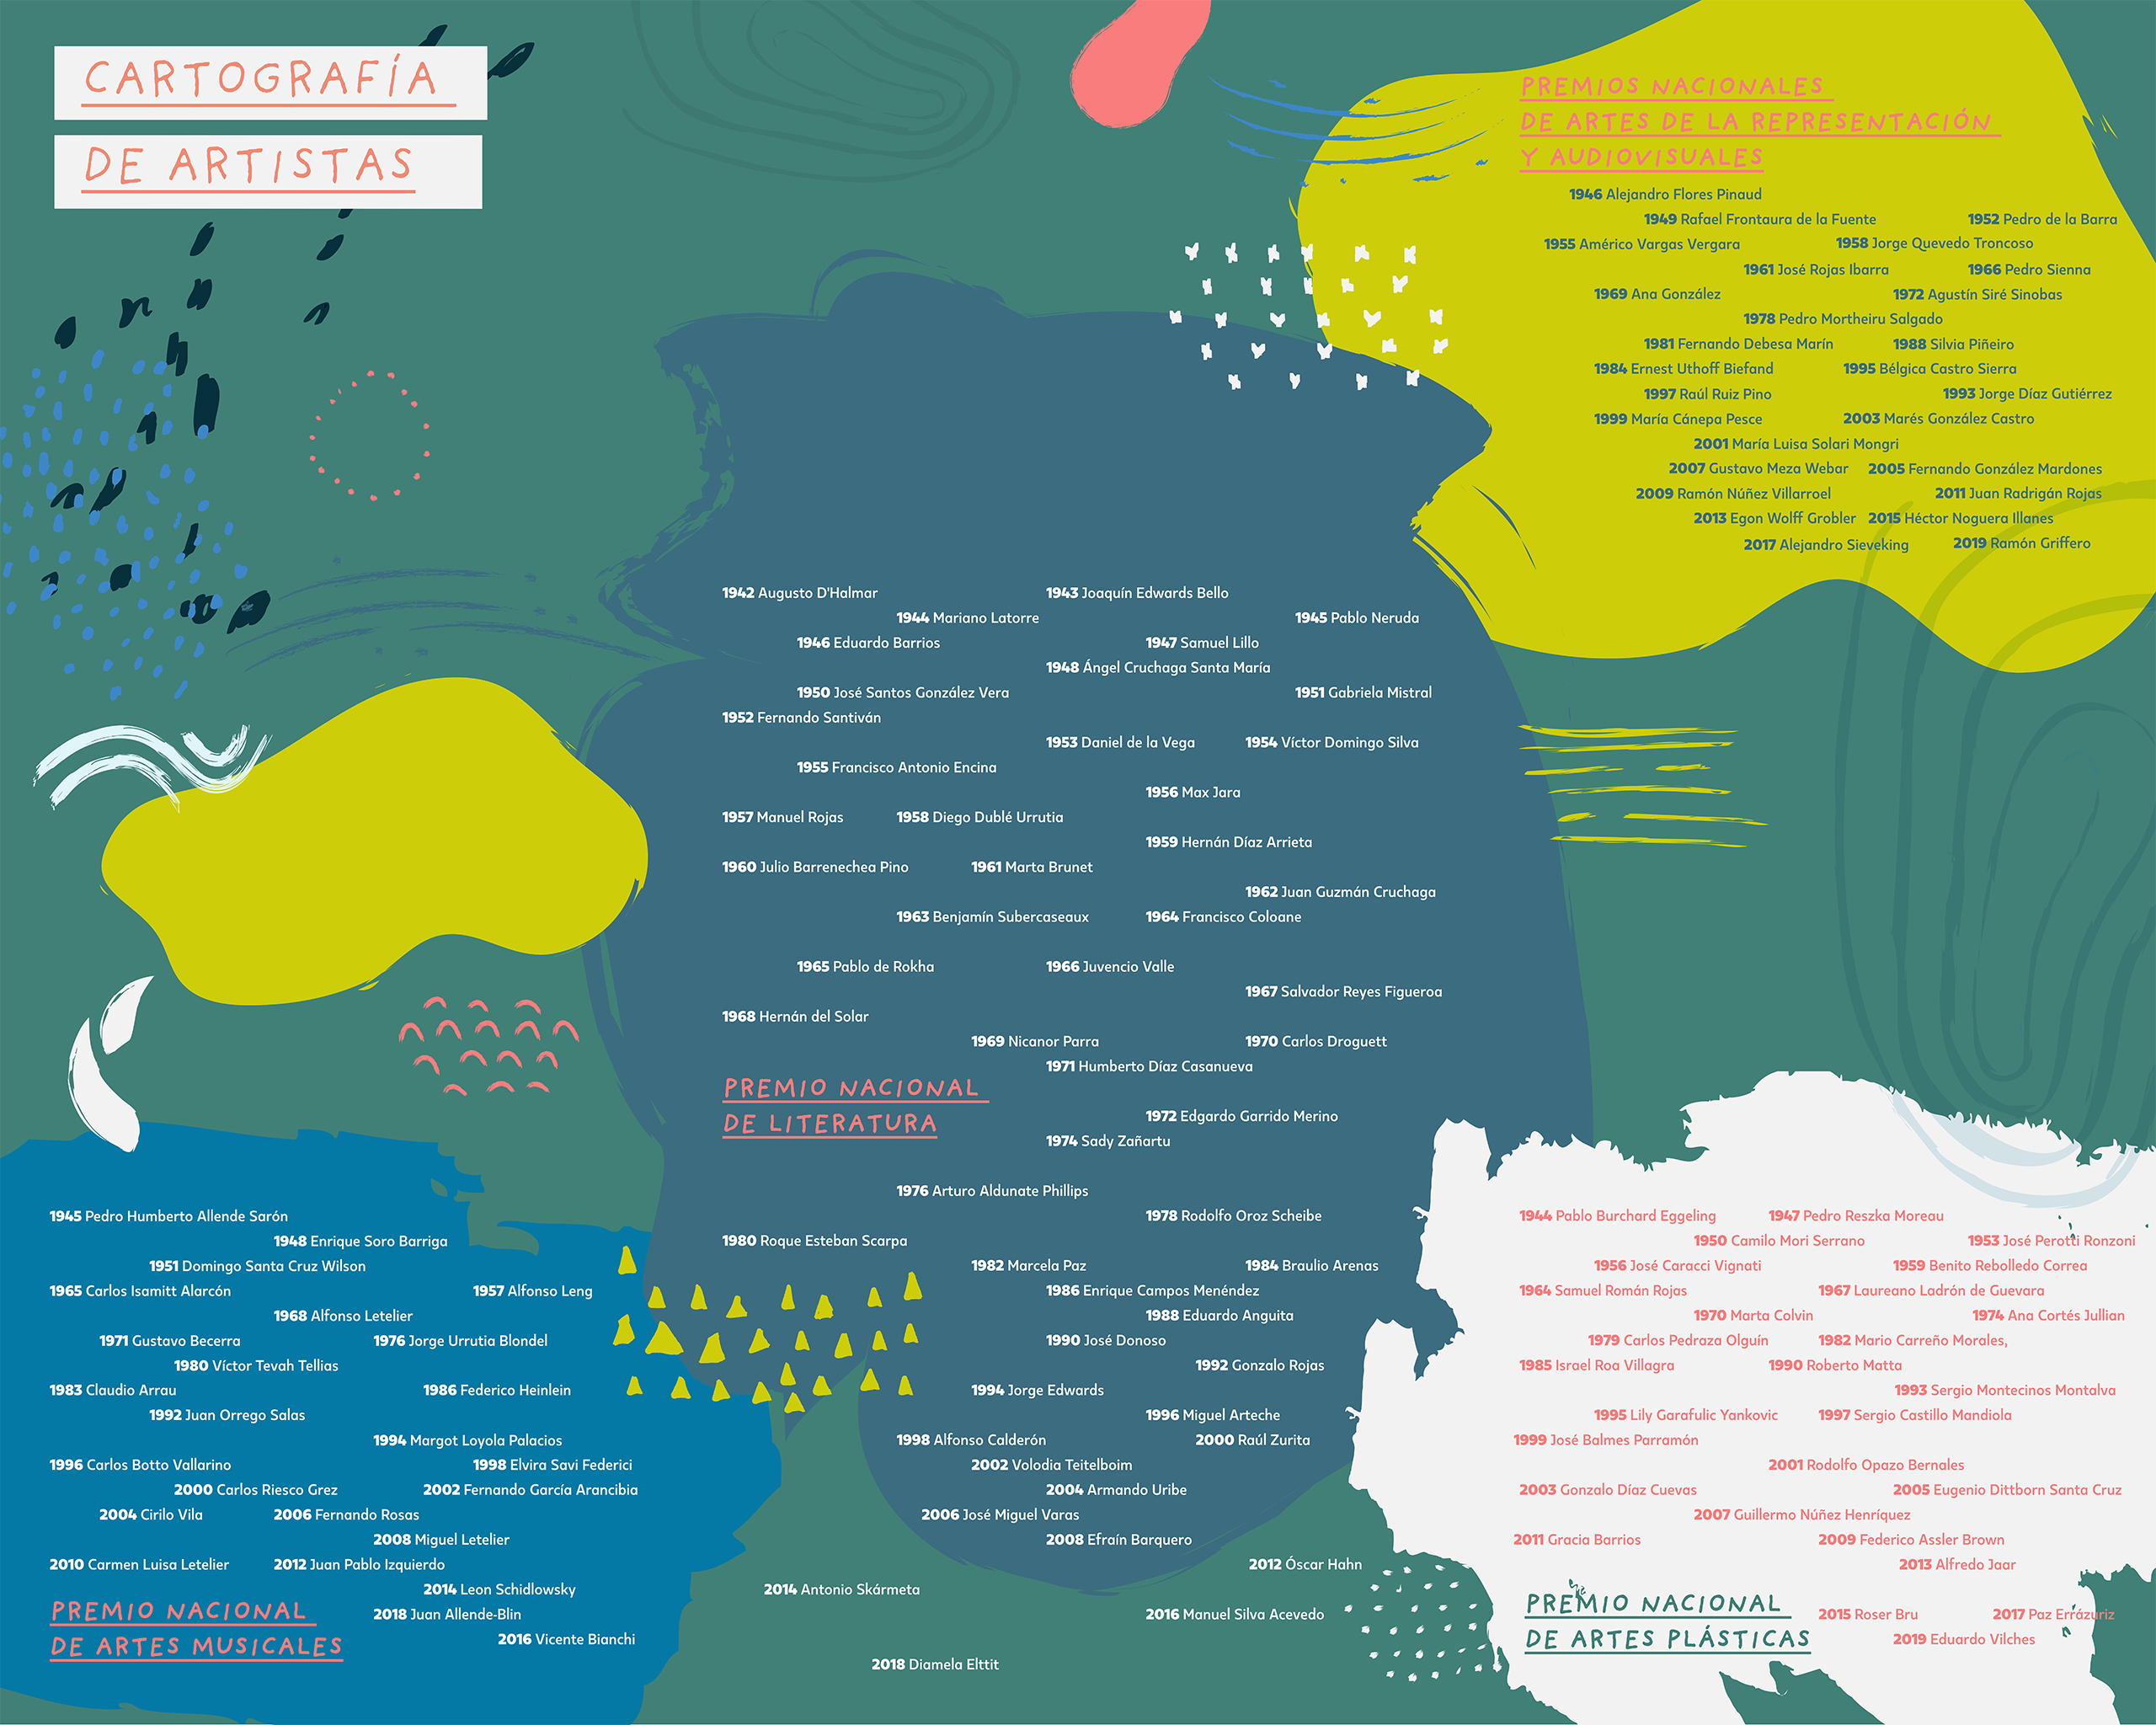 CARTOGRAFÍA
DE ARTISTAS
PREMIOS NACIONALES
DE ARTES DE LA REPRESENTACIÓN
Y AUDIOVISUALES
1946 Alejandro Flores Pinaud
1949 Rafael Frontaura de la Fuente 1952 Pedro de la Barra
1955 Américo Vargas Vergara 1958 Jorge Quevedo Troncoso
1961 José Rojas Ibarra 1966 Pedro Sienna
1969 Ana González 1972 Agustín Siré Sinobas
1978 Pedro Mortheiru Salgado
1981 Fernando Debesa Marín 1988 Silvia Piñeiro
1984 Ernest Uthoff Biefand 1995 Bélgica Castro Sierra
1997 Raúl Ruiz Pino 1993 Jorge Díaz Gutiérrez
1999 María Cánepa Pesce 2003 Marés González Castro
2001 María Luisa Solari Mongri
2007 Gustavo Meza Webar 2005 Fernando González Mardones
2009 Ramón Núñez Villarroel 2011 Juan Radrigán Rojas
2013 Egon Wolff Grobler 2015 Héctor Noguera Illanes
2017 Alejandro Sieveking 2019 Ramón Griffero
1942 Augusto D'Halmar 1943 Joaquín Edwards Bello
1944 Mariano Latorre 1945 Pablo Neruda
1946 Eduardo Barrios 1947 Samuel Lillo
1948 Ángel Cruchaga Santa María
1950 José Santos González Vera 1951 Gabriela Mistral
1952 Fernando Santiván
1953 Daniel de la Vega 1954 Víctor Domingo Silva
1955 Francisco Antonio Encina
1956 Max Jara
1957 Manuel Rojas 1958 Diego Dublé Urrutia
1959 Hernán Díaz Arrieta
1960 Julio Barrenechea Pino 1961 Marta Brunet
1962 Juan Guzmán Cruchaga
1963 Benjamín Subercaseaux 1964 Francisco Coloane
1965 Pablo de Rokha 1966 Juvencio Valle
1967 Salvador Reyes Figueroa
1968 Hernán del Solar
1969 Nicanor Parra 1970 Carlos Droguett
1971 Humberto Díaz Casanueva
PREMIO NACIONAL
DE LITERATURA
1972 Edgardo Garrido Merino
1974 Sady Zañartu
1976 Arturo Aldunate Phillips
1978 Rodolfo Oroz Scheibe
1980 Roque Esteban Scarpa
1982 Marcela Paz 1984 Braulio Arenas
1986 Enrique Campos Menéndez
1988 Eduardo Anguita
1990 José Donoso
1992 Gonzalo Rojas
1994 Jorge Edwards
1996 Miguel Arteche
1998 Alfonso Calderón 2000 Raúl Zurita
2002 Volodia Teitelboim
2004 Armando Uribe
2006 José Miguel Varas
2008 Efraín Barquero
2012 Óscar Hahn
2014 Antonio Skármeta
2016 Manuel Silva Acevedo
2018 Diamela Elttit
1945 Pedro Humberto Allende Sarón
1948 Enrique Soro Barriga
1951 Domingo Santa Cruz Wilson
1965 Carlos Isamitt Alarcón 1957 Alfonso Leng
1968 Alfonso Letelier
1971 Gustavo Becerra 1976 Jorge Urrutia Blondel
1980 Víctor Tevah Tellias
1983 Claudio Arrau 1986 Federico Heinlein
1992 Juan Orrego Salas
1994 Margot Loyola Palacios
1996 Carlos Botto Vallarino 1998 Elvira Savi Federici
2000 Carlos Riesco Grez 2002 Fernando García Arancibia
2004 Cirilo Vila 2006 Fernando Rosas
2008 Miguel Letelier
2010 Carmen Luisa Letelier 2012 Juan Pablo Izquierdo
2014 Leon Schidlowsky
2018 Juan Allende-Blin
2016 Vicente Bianchi
PREMIO NACIONAL
DE ARTES MUSICALES
1944 Pablo Burchard Eggeling 1947 Pedro Reszka Moreau
1950 Camilo Mori Serrano 1953 José Perotti Ronzoni
1956 José Caracci Vignati 1959 Benito Rebolledo Correa
1964 Samuel Román Rojas 1967 Laureano Ladrón de Guevara
1970 Marta Colvin 1974 Ana Cortés Jullian
1979 Carlos Pedraza Olguín 1982 Mario Carreño Morales,
1985 Israel Roa Villagra 1990 Roberto Matta
1993 Sergio Montecinos Montalva
1995 Lily Garafulic Yankovic 1997 Sergio Castillo Mandiola
1999 José Balmes Parramón
2001 Rodolfo Opazo Bernales
2003 Gonzalo Díaz Cuevas 2005 Eugenio Dittborn Santa Cruz
2007 Guillermo Núñez Henríquez
2011 Gracia Barrios 2009 Federico Assler Brown
2013 Alfredo Jaar
PREMIO NACIONAL
DE ARTES PLÁSTICAS
2015 Roser Bru 2017 Paz Errázuriz
2019 Eduardo Vilches